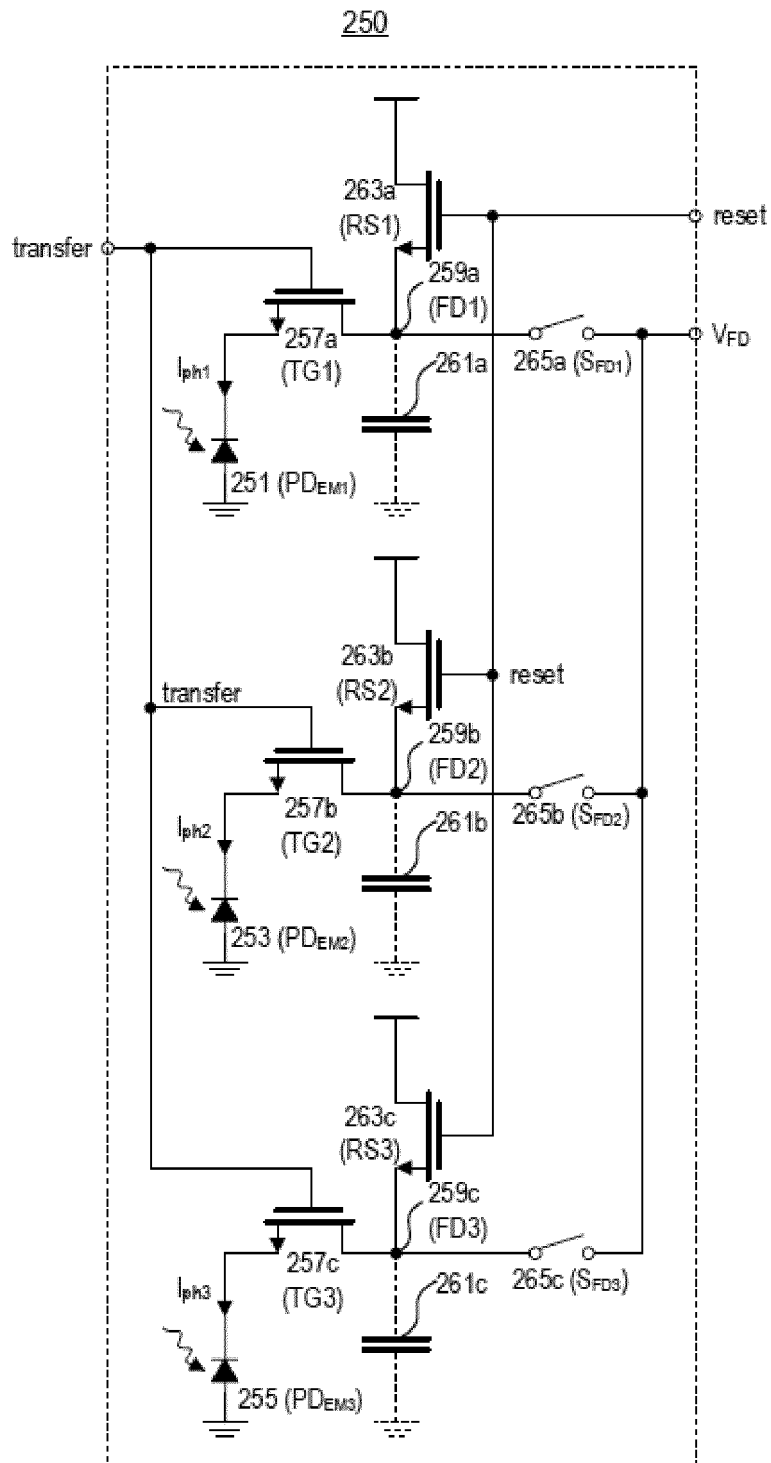 250
263a
(RS1)
reset
transfer
259a
(FD1)
257a
(TG1)
265a (SFD1)
VFD
Iph1
261a
251 (PDEM1)
263b
(RS2)
reset
transfer
259b
(FD2)
257b
(TG2)
265b (SFD2)
Iph2
261b
253 (PDEM2)
263c
(RS3)
259c
(FD3)
257c
(TG3)
265c (SFD3)
Iph3
261c
255 (PDEM3)